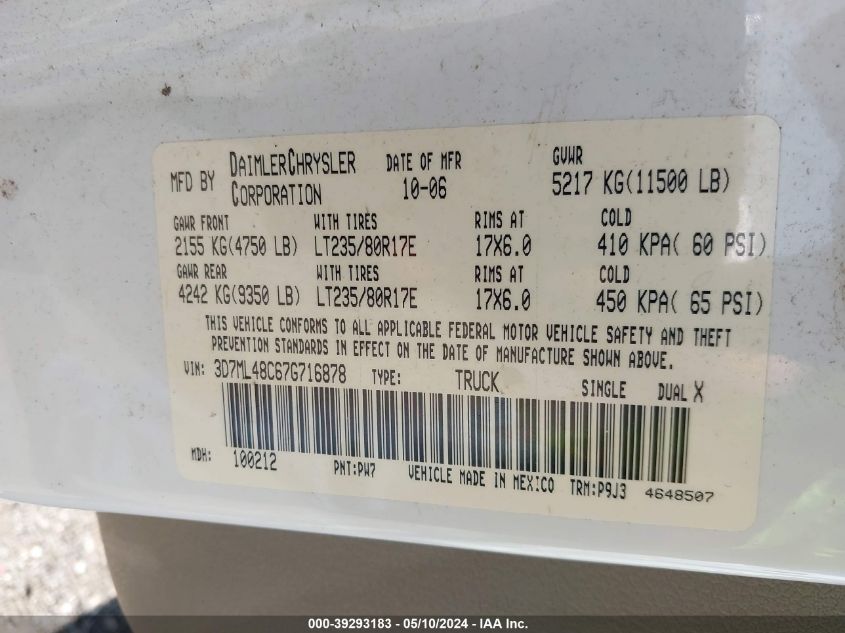 MFD BY DAIMLERCHRYSLER CORPORATION DATE OF MFR 10-06 GVWR 5217 KG(11500 LB)
GAWR FRONT WITH TIRES RIMS AT COLD
2155 KG(4750 LB) LT235/80R17E 17X6.0 410 KPA( 60 PSI)
GAWR REAR WITH TIRES RIMS AT COLD
4242 KG(9350 LB) LT235/80R17E 17X6.0 450 KPA( 65 PSI)
THIS VEHICLE CONFORMS TO ALL APPLICABLE FEDERAL MOTOR VEHICLE SAFETY AND THEFT
PREVENTION STANDARDS IN EFFECT ON THE DATE OF MANUFACTURE SHOWN ABOVE.
VIN: 3D7ML48C67G716878 TYPE: TRUCK SINGLE DUAL X
MDH: 100212 PNT:PW7 VEHICLE MADE IN MEXICO TRM:P9J3 4648507
000-39293183 - 05/10/2024 - IAA Inc.